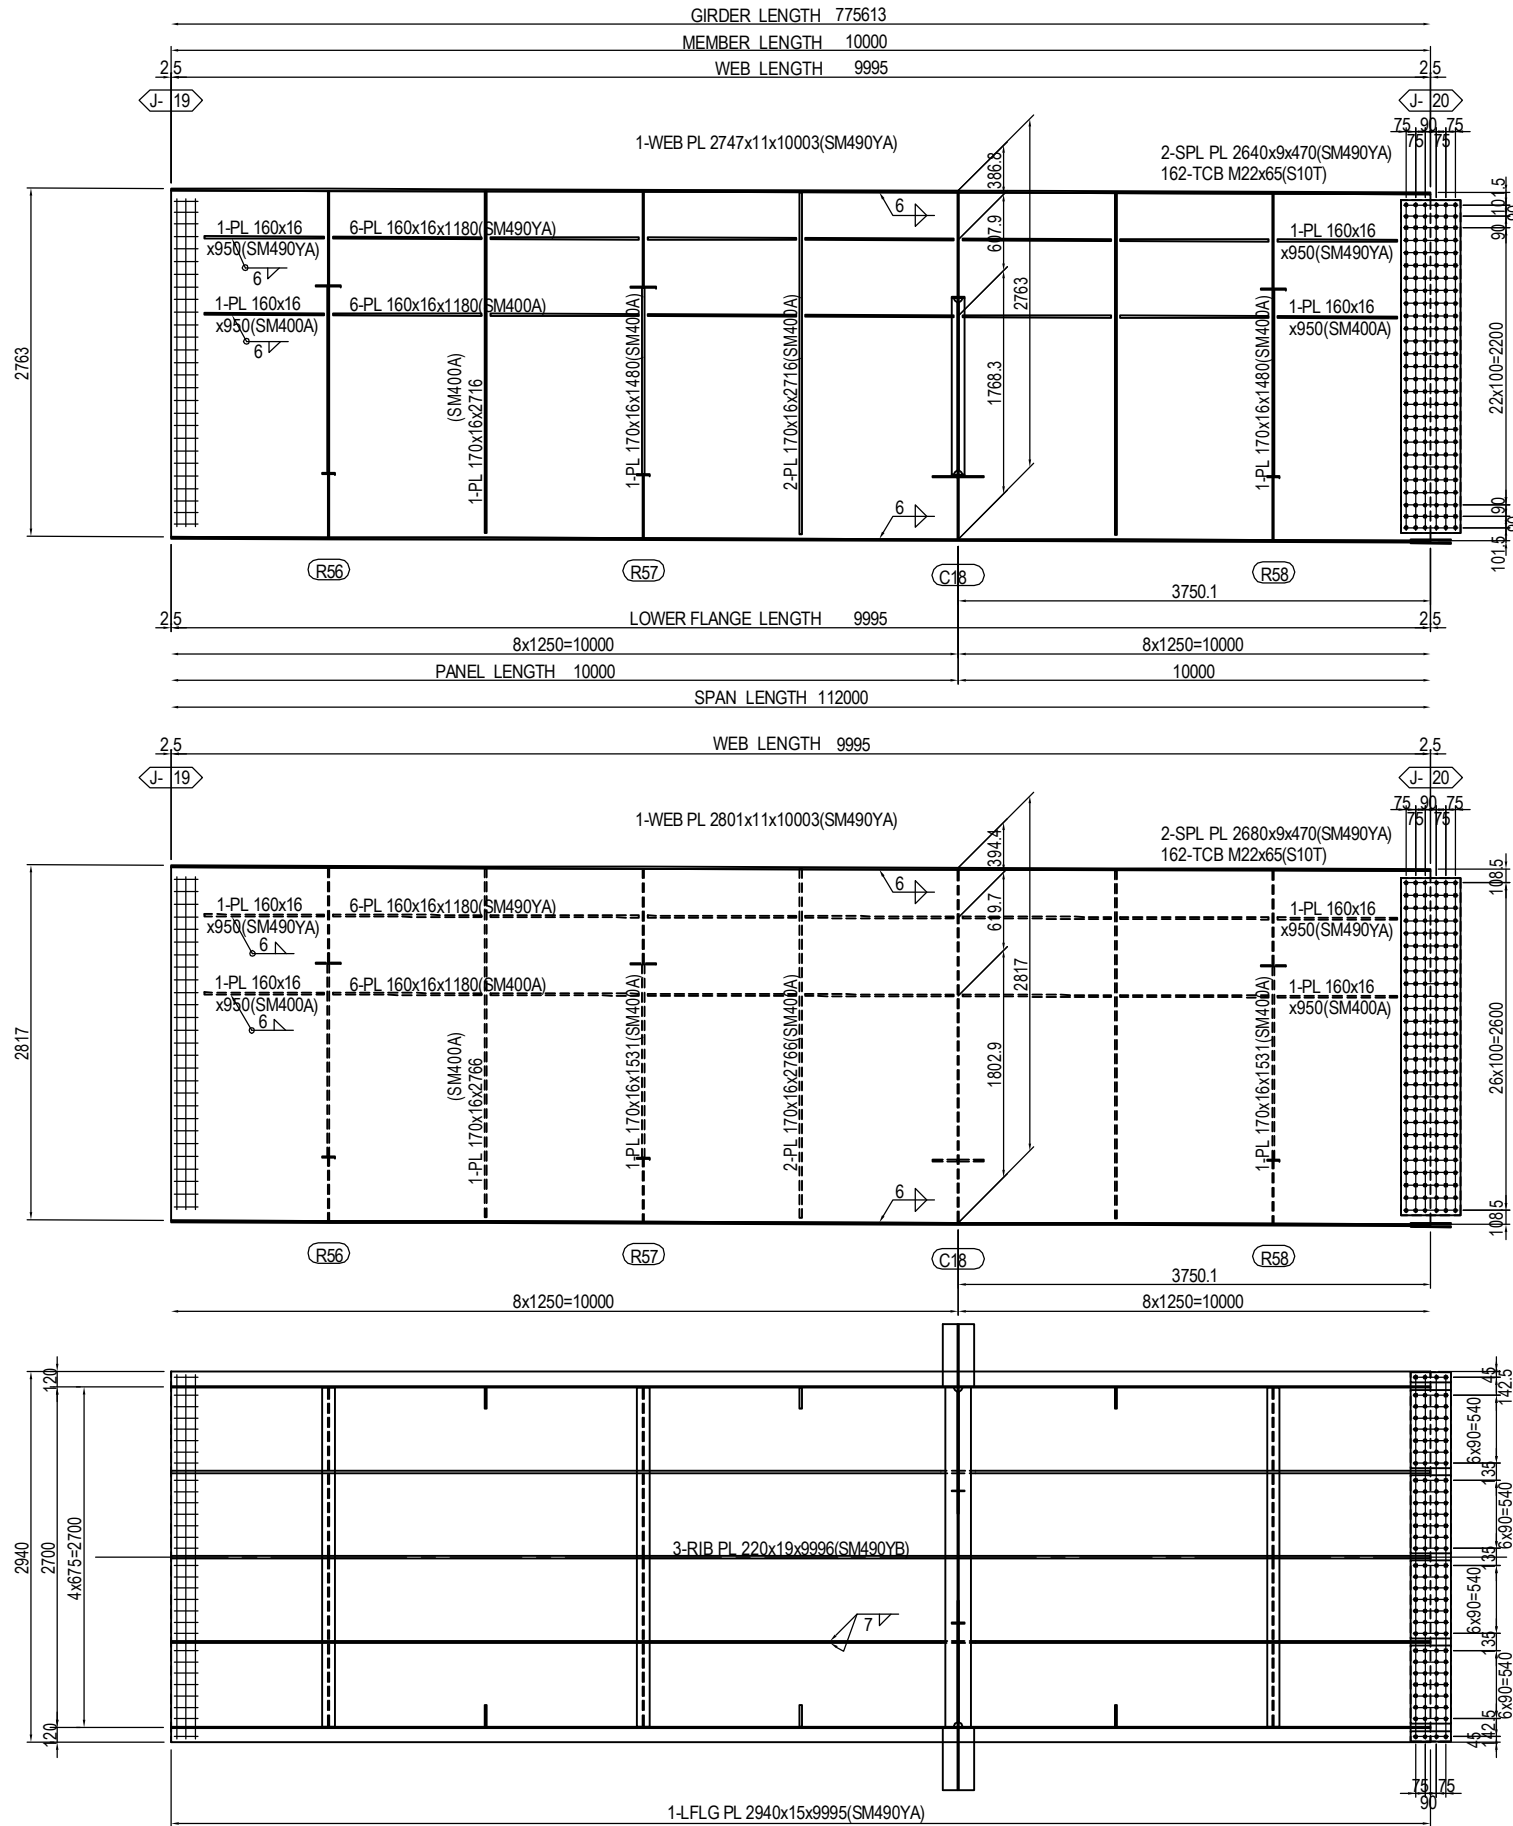 GIRDER LENGTH 775613
MEMBER LENGTH 10000
2.5 WEB LENGTH 9995 2.5
J- 19
J- 20
75 90 75
75 75
1-WEB PL 2747x11x10003(SM490YA)
2-SPL PL 2640x9x470(SM490YA)
162-TCB M22x65(S10T)
386.8
101.5
6
1-PL 160x16
x950(SM490YA)
6
6-PL 160x16x1180(SM490YA)
607.9
1-PL 160x16
x950(SM490YA)
90
2763
2763
1-PL 160x16
x950(SM400A)
6
6-PL 160x16x1180(SM400A)
1-PL 160x16
x950(SM400A)
(SM400A)
1-PL 170x16x2716
1-PL 170x16x1480(SM400A)
2-PL 170x16x2716(SM400A)
1768.3
1-PL 170x16x1480(SM400A)
22x100=2200
6
90
101.5
R56
R57
C18
R58
3750.1
2.5 LOWER FLANGE LENGTH 9995 2.5
8x1250=10000 8x1250=10000
PANEL LENGTH 10000 10000
SPAN LENGTH 112000
2.5 WEB LENGTH 9995 2.5
J- 19
J- 20
75 90 75
75 75
1-WEB PL 2801x11x10003(SM490YA)
2-SPL PL 2680x9x470(SM490YA)
162-TCB M22x65(S10T)
394.4
108.5
6
1-PL 160x16
x950(SM490YA)
6
6-PL 160x16x1180(SM490YA)
619.7
1-PL 160x16
x950(SM490YA)
2817
2817
1-PL 160x16
x950(SM400A)
6
6-PL 160x16x1180(SM400A)
1-PL 160x16
x950(SM400A)
(SM400A)
1-PL 170x16x2766
1-PL 170x16x1531(SM400A)
2-PL 170x16x2766(SM400A)
1802.9
1-PL 170x16x1531(SM400A)
26x100=2600
6
108.5
R56
R57
C18
R58
3750.1
8x1250=10000 8x1250=10000
120
45
142.5
6x90=540
135
2940
2700
4x675=2700
6x90=540
3-RIB PL 220x19x9996(SM490YB)
135
6x90=540
7
135
6x90=540
120
142.5
45
75 75
90
1-LFLG PL 2940x15x9995(SM490YA)